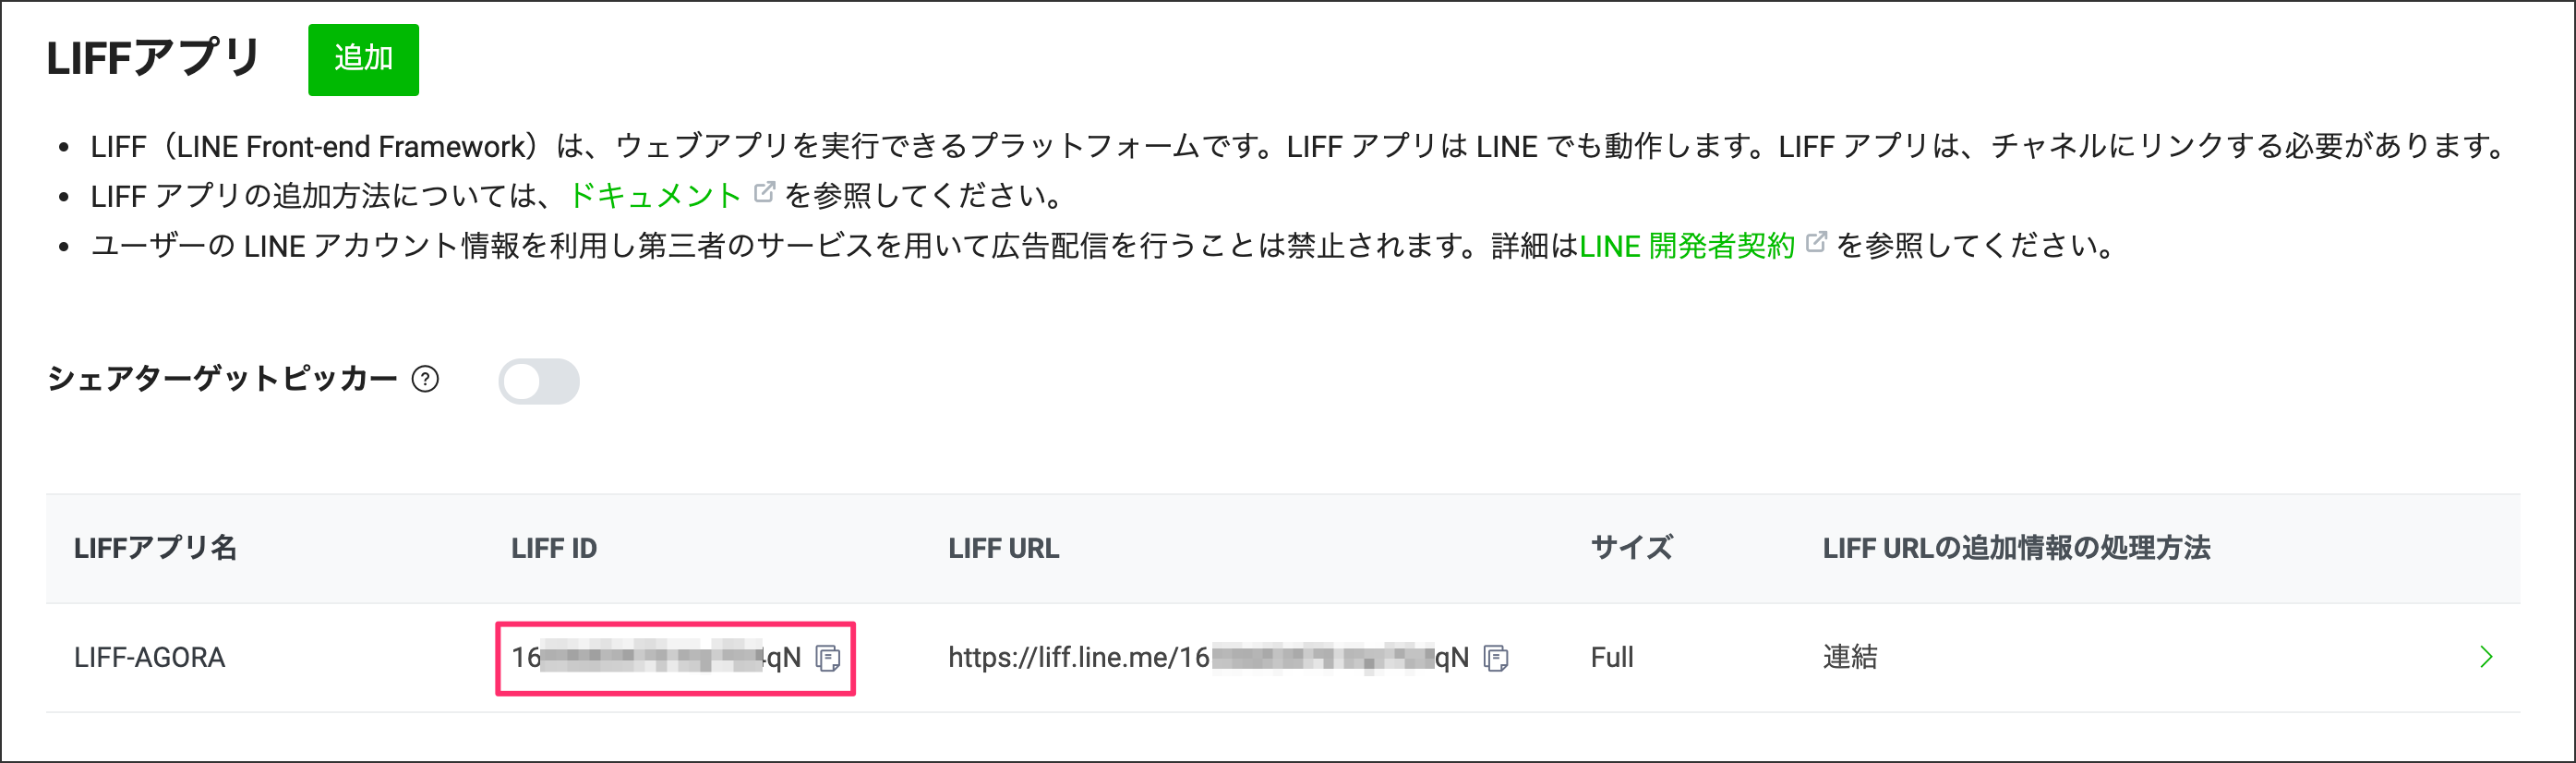 LIFFアプリ 追加
LIFF（LINE Front-end Framework）は、ウェブアプリを実行できるプラットフォームです。LIFF アプリは LINE でも動作します。LIFF アプリは、チャネルにリンクする必要があります。
LIFF アプリの追加方法については、ドキュメント を参照してください。
ユーザーの LINE アカウント情報を利用し第三者のサービスを用いて広告配信を行うことは禁止されます。詳細はLINE 開発者契約 を参照してください。
シェアターゲットピッカー ?
LIFFアプリ名 LIFF ID LIFF URL サイズ LIFF URLの追加情報の処理方法
LIFF-AGORA 16 qN https://liff.line.me/16 qN Full 連結